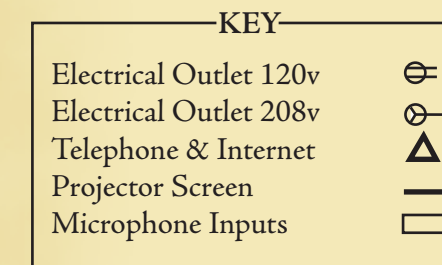 KEY
Electrical Outlet 120v
Electrical Outlet 208v
Telephone & Internet
Projector Screen
Microphone Inputs